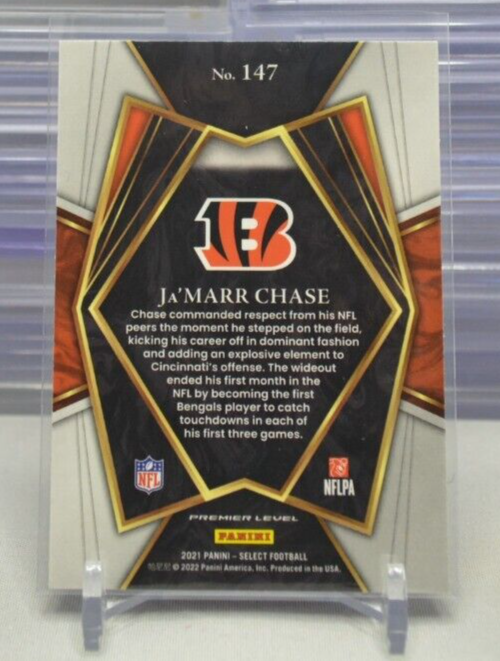 No. 147
B
JA'MARR CHASE
Chase commanded respect from his NFL
peers the moment he stepped on the field,
kicking his career off in dominant fashion
and adding an explosive element to
Cincinnati's offense. The wideout
ended his first month in the
NFL by becoming the first
Bengals player to catch
touchdowns in each of
his first three games.
NFL
NFLPA
PREMIER LEVEL
PANINI
2021 PANINI – SELECT FOOTBALL
© 2022 Panini America, Inc. Produced in the USA.